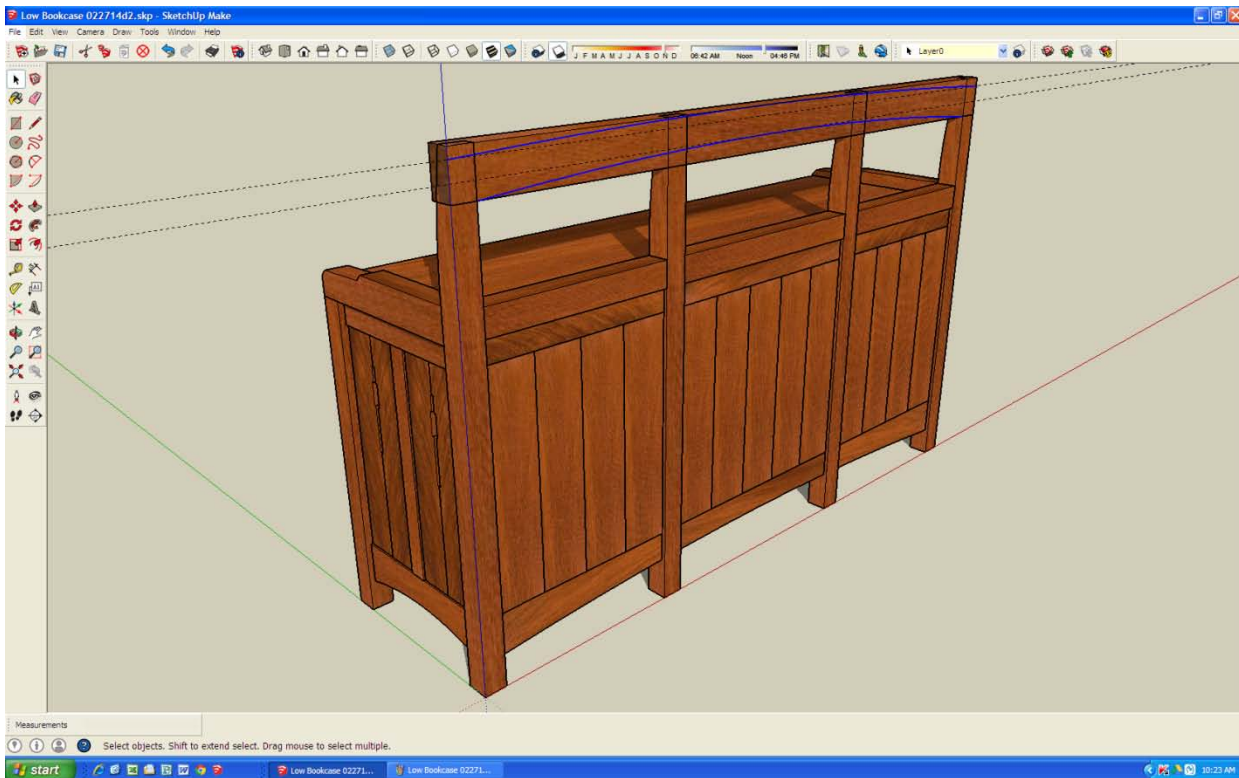 Low Bookcase 022714d2.skp - SketchUp Make
File Edit View Camera Draw Tools Window Help
J F M A M J J A S O N D 06:42 AM Noon 04:46 PM Layer0
Measurements
Select objects. Shift to extend select. Drag mouse to select multiple.
start Low Bookcase 02271... Low Bookcase 02271... 10:23 AM